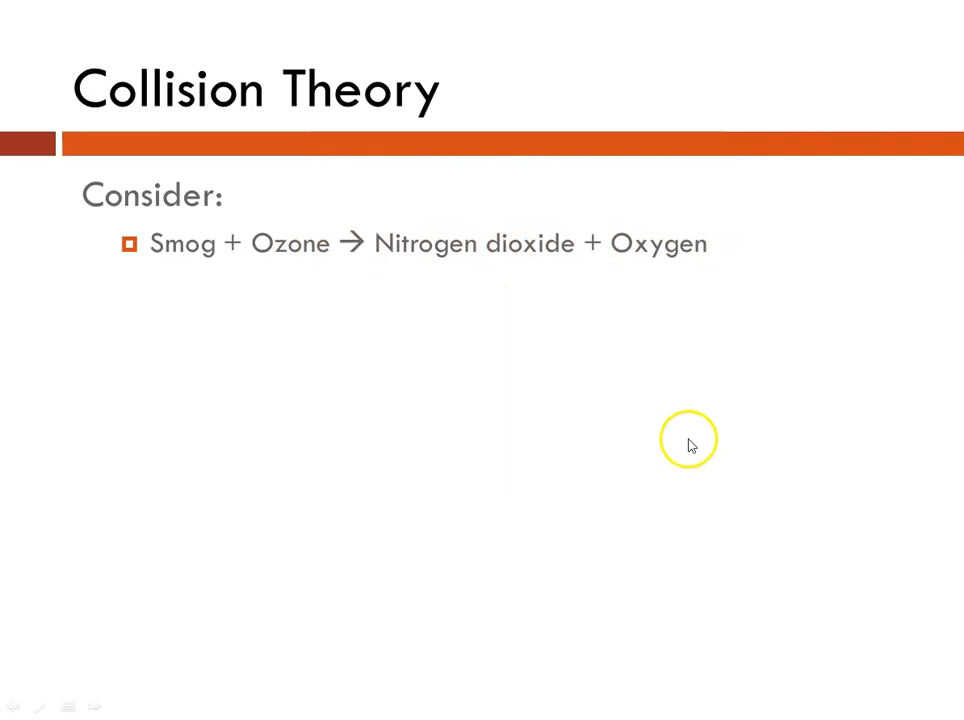 Collision Theory
Consider:
Smog + Ozone → Nitrogen dioxide + Oxygen